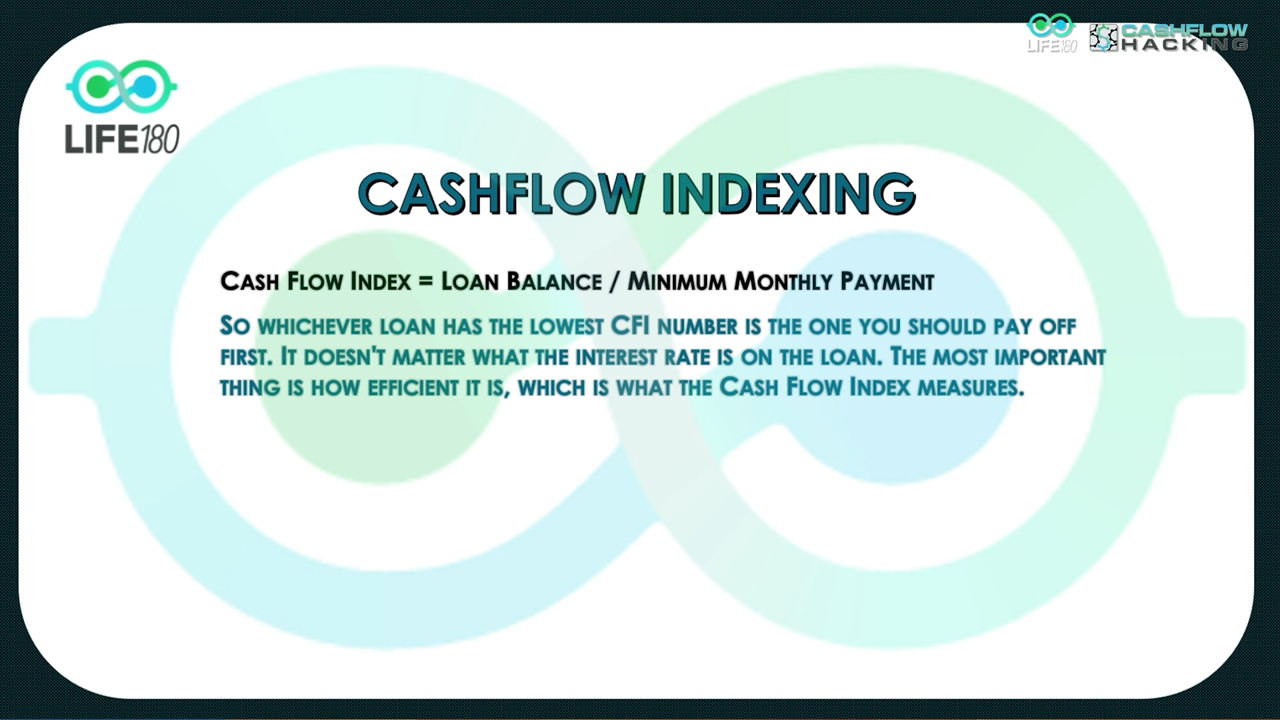 LIFE180
CASHFLOW
HACKING
LIFE180
CASHFLOW INDEXING
CASH FLOW INDEX = LOAN BALANCE / MINIMUM MONTHLY PAYMENT
SO WHICHEVER LOAN HAS THE LOWEST CFI NUMBER IS THE ONE YOU SHOULD PAY OFF
FIRST. IT DOESN'T MATTER WHAT THE INTEREST RATE IS ON THE LOAN. THE MOST IMPORTANT
THING IS HOW EFFICIENT IT IS, WHICH IS WHAT THE CASH FLOW INDEX MEASURES.